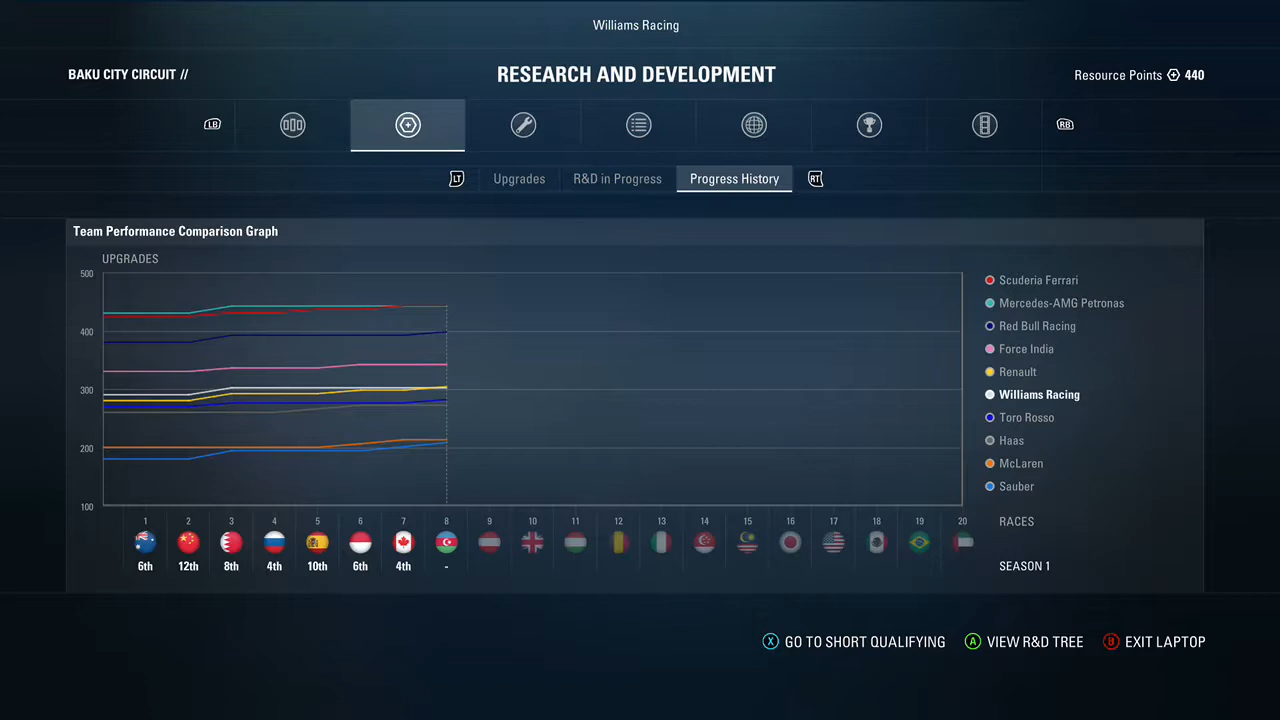 Williams Racing
BAKU CITY CIRCUIT //
RESEARCH AND DEVELOPMENT
Resource Points 440
LB
RB
LT Upgrades R&D in Progress Progress History RT
Team Performance Comparison Graph
UPGRADES
500
400
300
200
100
Scuderia Ferrari
Mercedes-AMG Petronas
Red Bull Racing
Force India
Renault
Williams Racing
Toro Rosso
Haas
McLaren
Sauber
1 2 3 4 5 6 7 8 9 10 11 12 13 14 15 16 17 18 19 20 RACES
6th 12th 8th 4th 10th 6th 4th - SEASON 1
X GO TO SHORT QUALIFYING A VIEW R&D TREE B EXIT LAPTOP